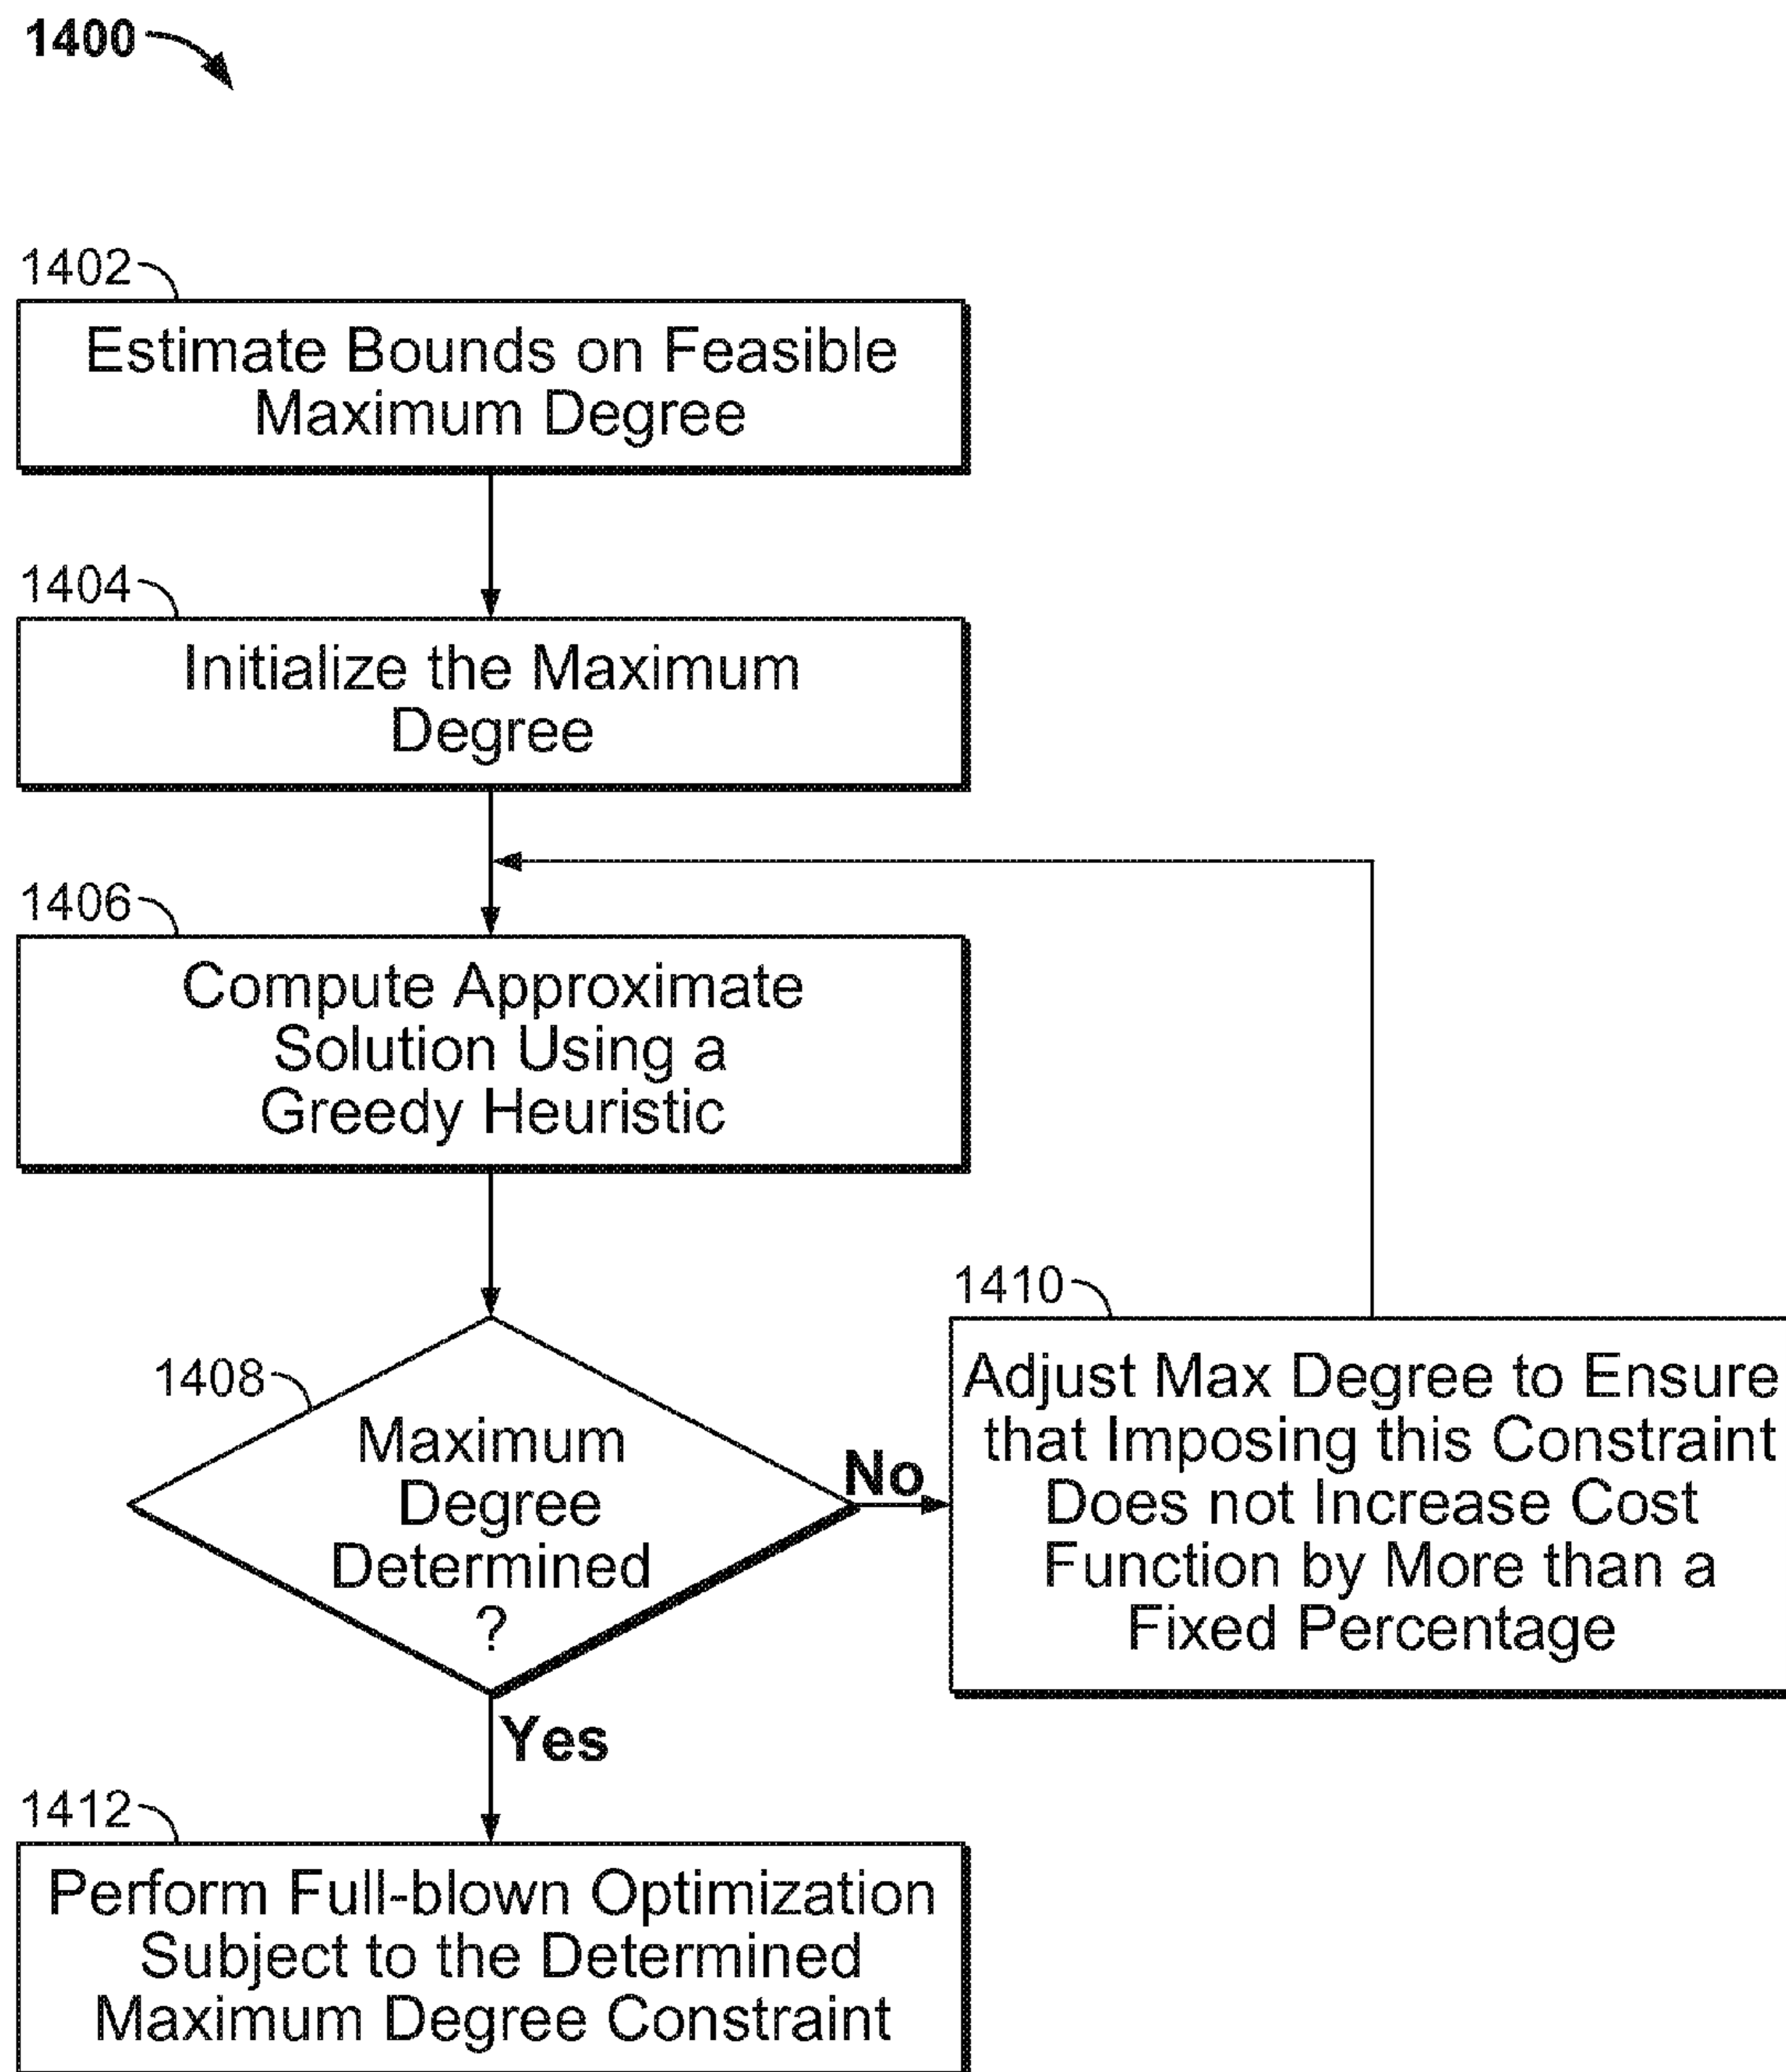 1400
1402
Estimate Bounds on Feasible
Maximum Degree
1404
Initialize the Maximum
Degree
1406
Compute Approximate
Solution Using a
Greedy Heuristic
1408
Maximum
Degree
Determined
?
No
1410
Adjust Max Degree to Ensure
that Imposing this Constraint
Does not Increase Cost
Function by More than a
Fixed Percentage
Yes
1412
Perform Full-blown Optimization
Subject to the Determined
Maximum Degree Constraint